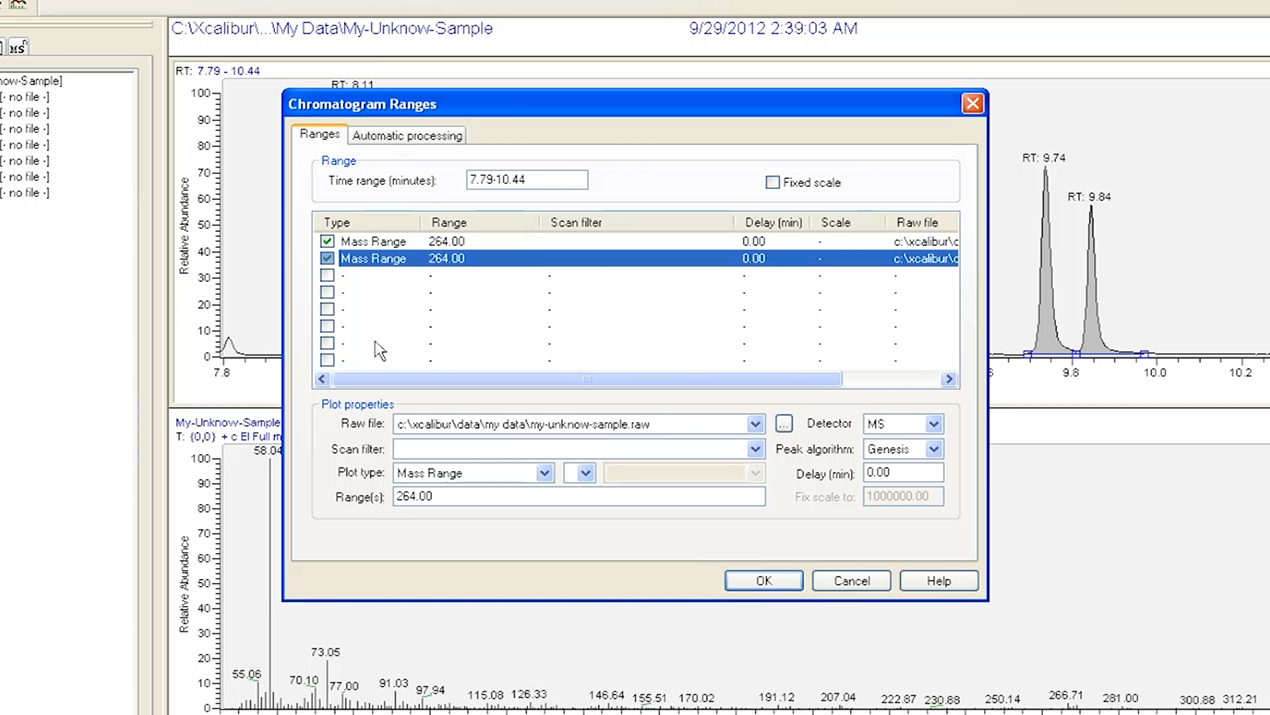 C:\Xcalibur\...\My Data\My-Unknow-Sample 9/29/2012 2:39:03 AM
now-Sample]
[- no file -]
[- no file -]
[- no file -]
[- no file -]
[- no file -]
[- no file -]
[- no file -]
RT: 7.79 - 10.44
RT: 8.11
100
90
80
70
60
50
40
30
20
10
0
Relative Abundance
7.8
9.8
10.0
10.2
RT: 9.74
RT: 9.84
Chromatogram Ranges
Ranges
Automatic processing
Range
Time range (minutes): 7.79-10.44
Fixed scale
Type Range Scan filter Delay (min) Scale Raw file
Mass Range 264.00 0.00 - c:\xcalibur\c
Mass Range 264.00 0.00 - c:\xcalibur\c
- - - - - -
- - - - - -
- - - - - -
- - - - - -
- - - - - -
- - - - - -
Plot properties
Raw file: c:\xcalibur\data\my data\my-unknow-sample.raw ... Detector MS
Scan filter: Peak algorithm: Genesis
Plot type: Mass Range Delay (min): 0.00
Range(s): 264.00 Fix scale to: 1000000.00
OK Cancel Help
My-Unknow-Sample
T: {0,0} + c EI Full m
58.04
100
90
80
70
60
50
40
30
20
10
0
Relative Abundance
55.06
70.10
73.05
77.00
91.03
97.94
115.08
126.33
146.64
155.51
170.02
191.12
207.04
222.87
230.88
250.14
266.71
281.00
300.88
312.21